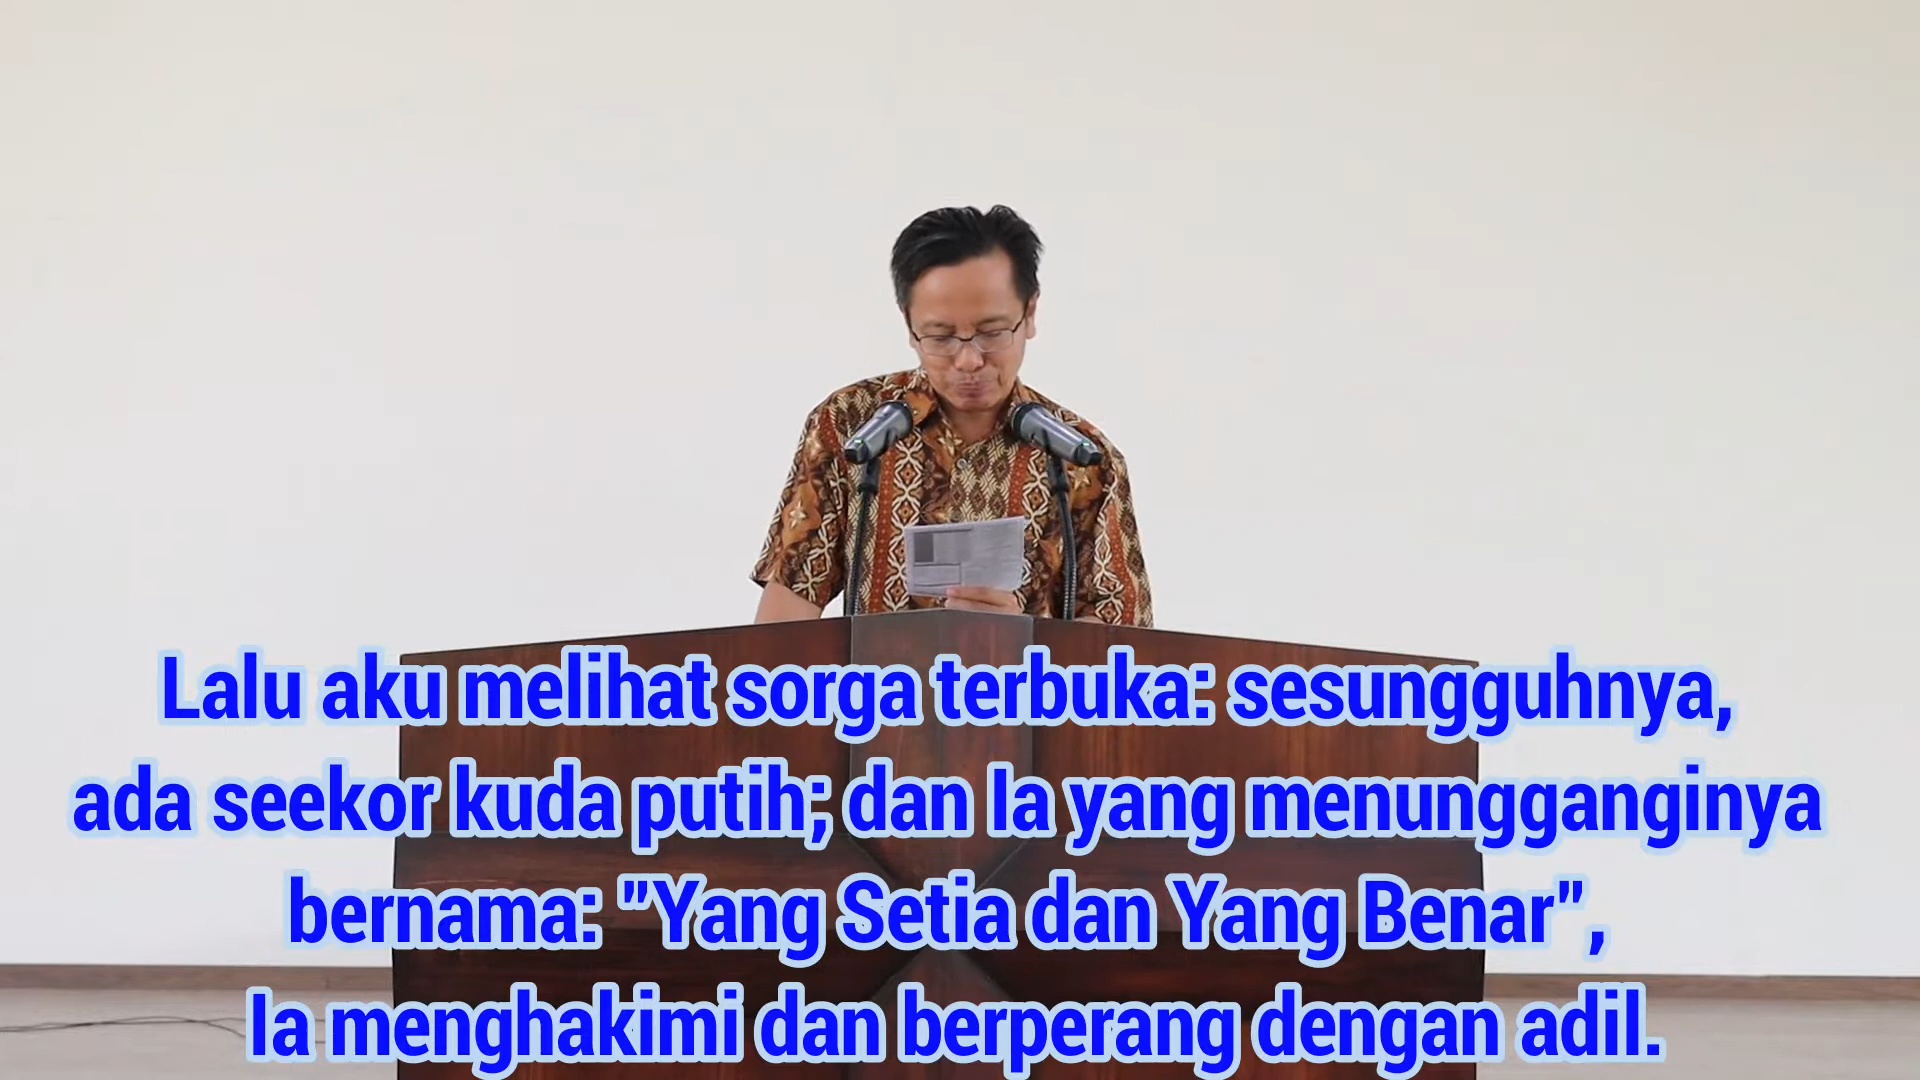 Lalu aku melihat sorga terbuka: sesungguhnya,
ada seekor kuda putih; dan Ia yang menungganginya
bernama: "Yang Setia dan Yang Benar",
Ia menghakimi dan berperang dengan adil.